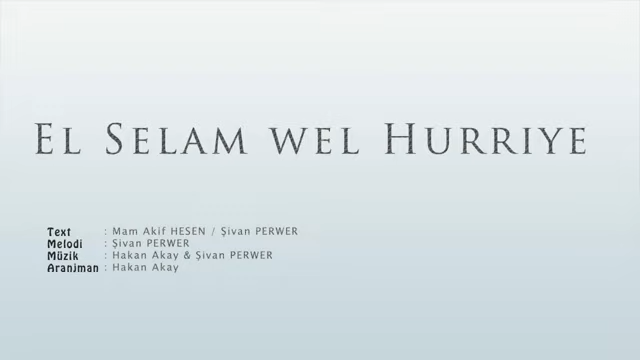 El Selam wel Hurriye
Text : Mam Akif HESEN / Şivan PERWER
Melodi : Şivan PERWER
Müzik : Hakan Akay & Şivan PERWER
Aranjman : Hakan Akay